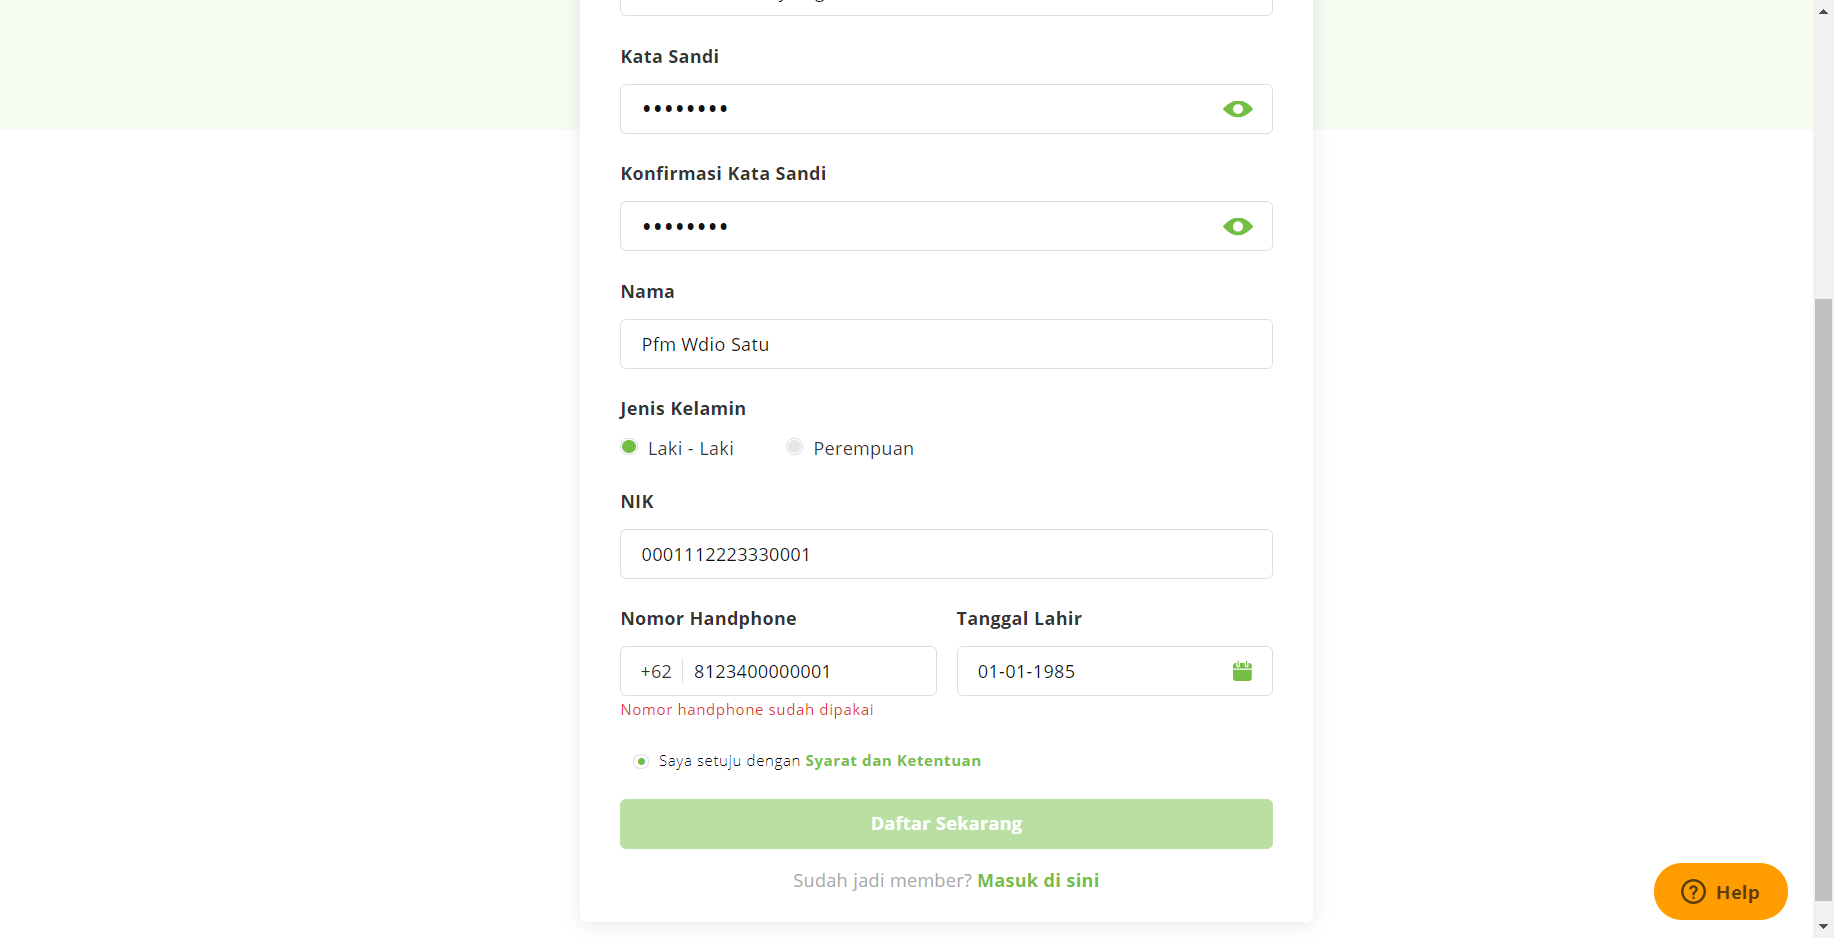 Kata Sandi
••••••••
Konfirmasi Kata Sandi
••••••••
Nama
Pfm Wdio Satu
Jenis Kelamin
Laki - Laki Perempuan
NIK
0001112223330001
Nomor Handphone Tanggal Lahir
+62 8123400000001 01-01-1985
Nomor handphone sudah dipakai
Saya setuju dengan Syarat dan Ketentuan
Daftar Sekarang
Sudah jadi member? Masuk di sini
Help